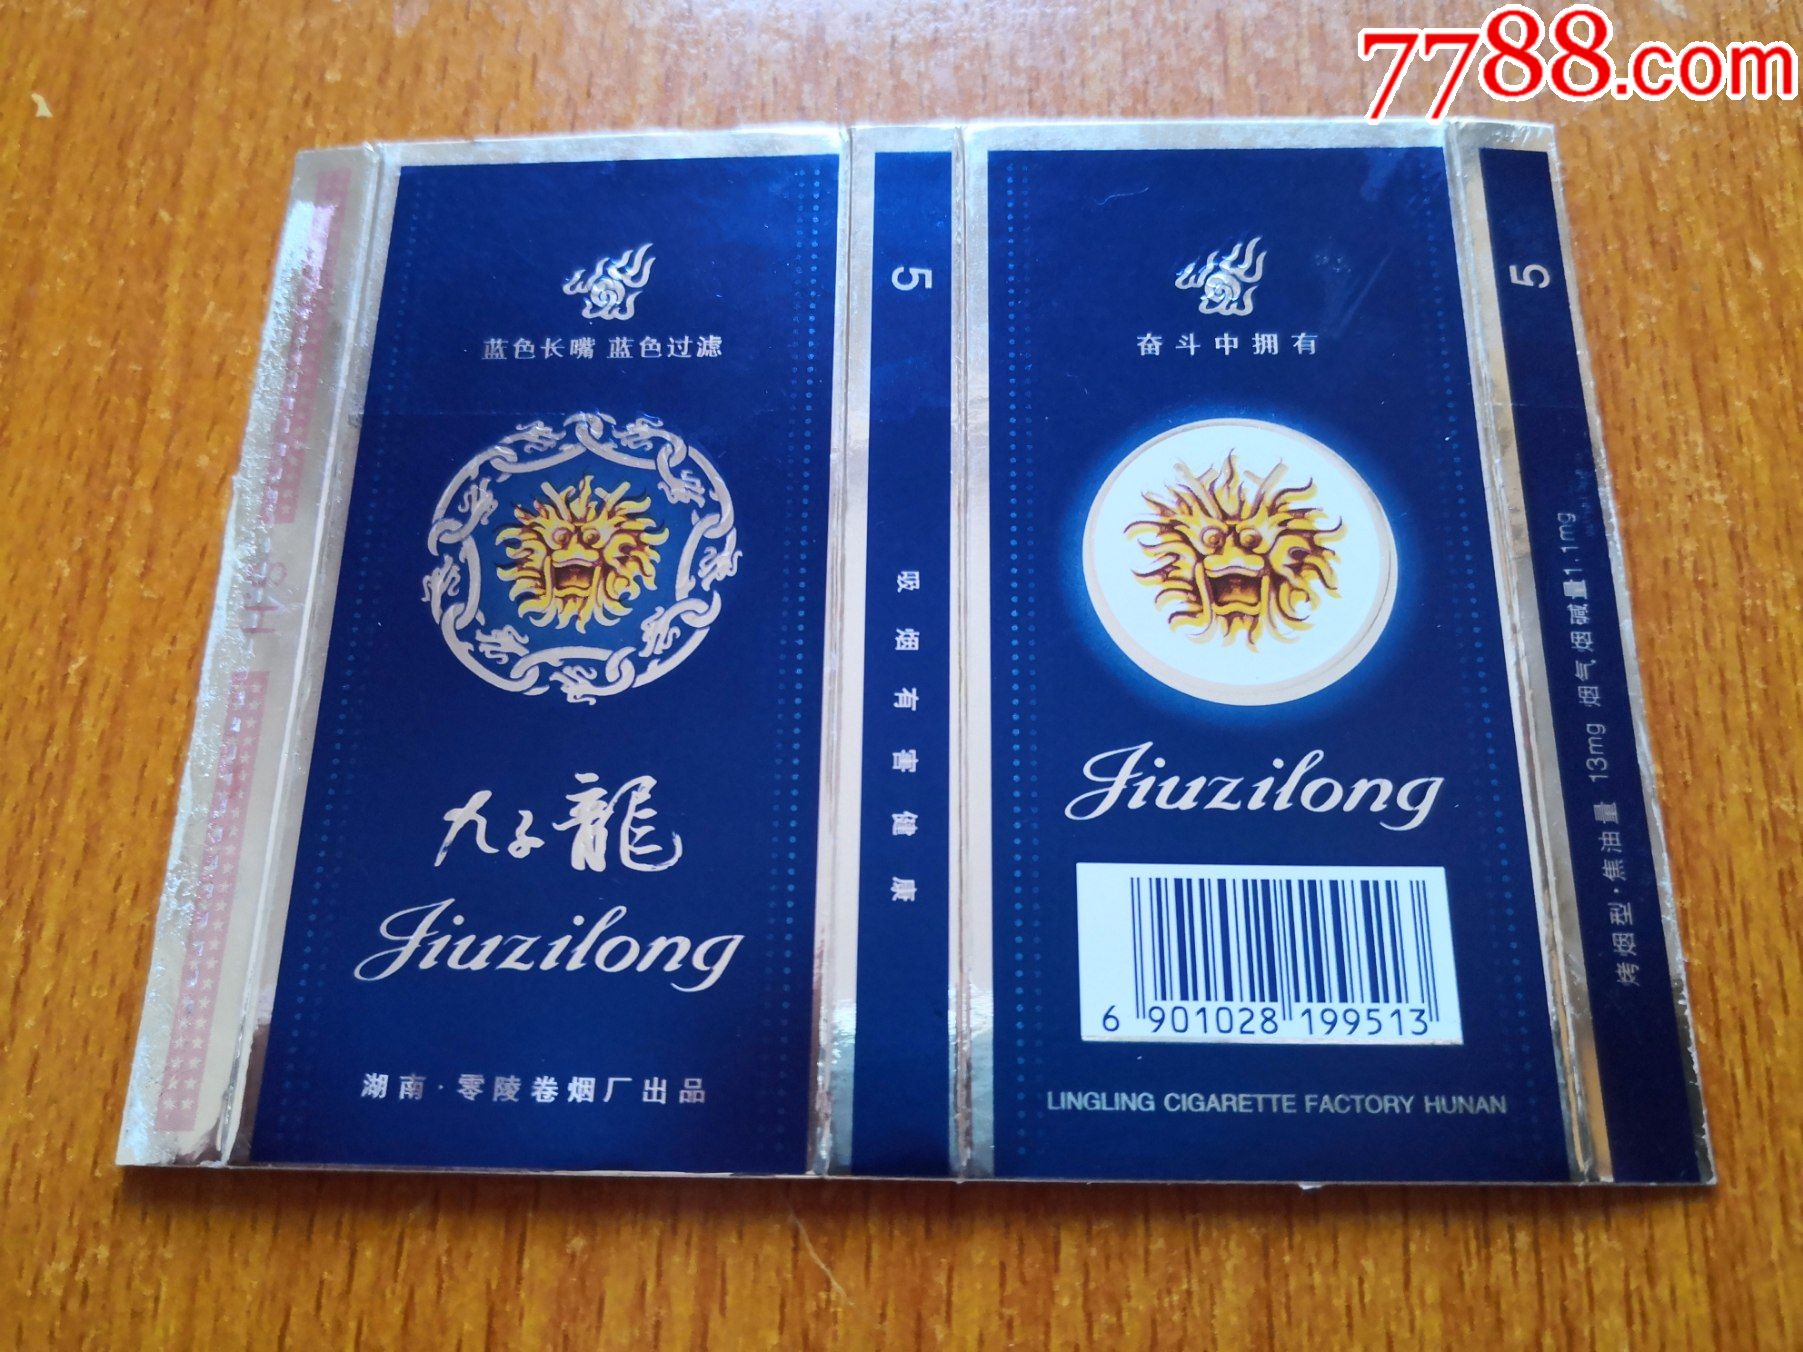 7788.com
蓝色长嘴 蓝色过滤
九子龍
Jiuzilong
湖南·零陵卷烟厂出品
5
吸烟有害健康
奋斗中拥有
Jiuzilong
6 901028 199513
LINGLING CIGARETTE FACTORY HUNAN
5
烤烟型·焦油量 13mg 烟气烟碱量1.1mg